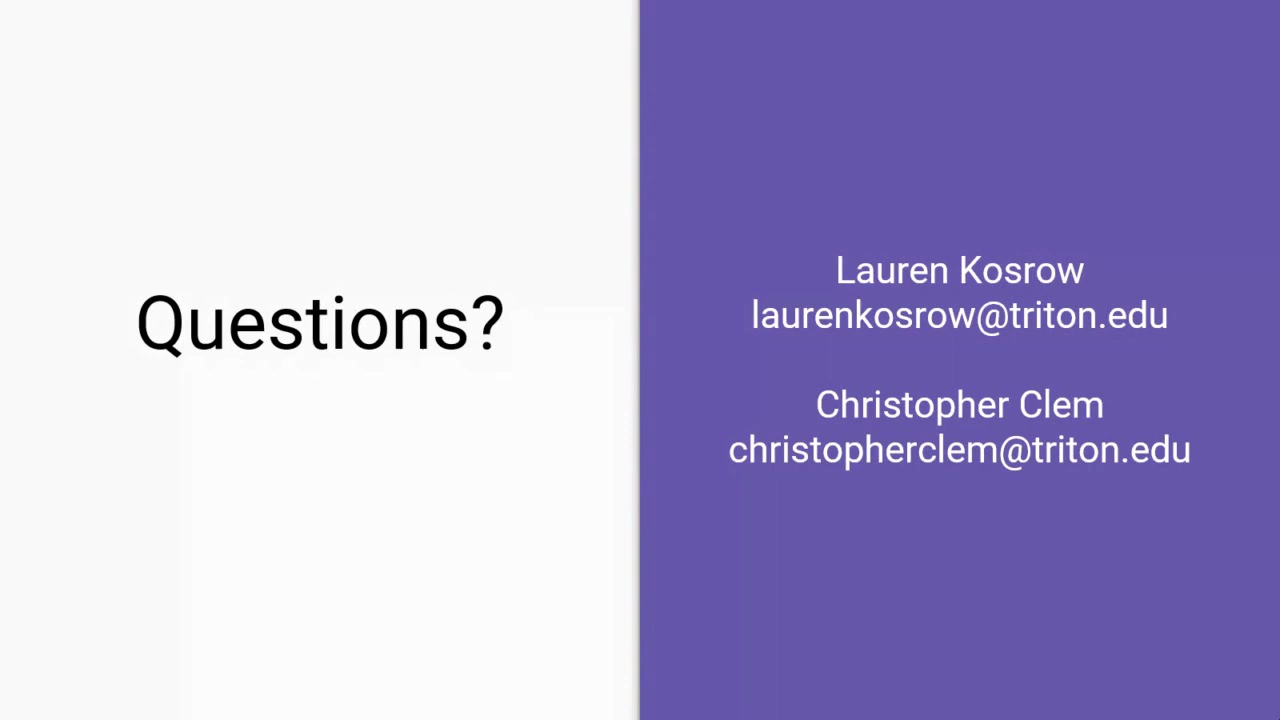 Questions?
Lauren Kosrow
laurenkosrow@triton.edu
Christopher Clem
christopherclem@triton.edu